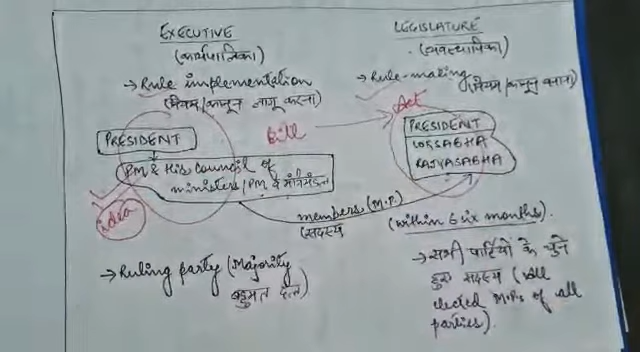 EXECUTIVE
(कार्यपालिका)
→ Rule implementation
(नियम/कानून लागू करना)
PRESIDENT
PM & His Council of
ministers/PM व मंत्रिमंडल
idea
→ Ruling party (Majority
बहुमत दल)
Bill
members (M.P.)
(सदस्य
LEGISLATURE
(व्यवस्थापिका)
→ Rule-making
(नियम/कानून बनाना)
Act
PRESIDENT
LOKSABHA
RAJYASABHA
(within six months).
→ सभी पार्टियों के चुने
हुए सदस्य (all
elected M.Ps of all
parties).